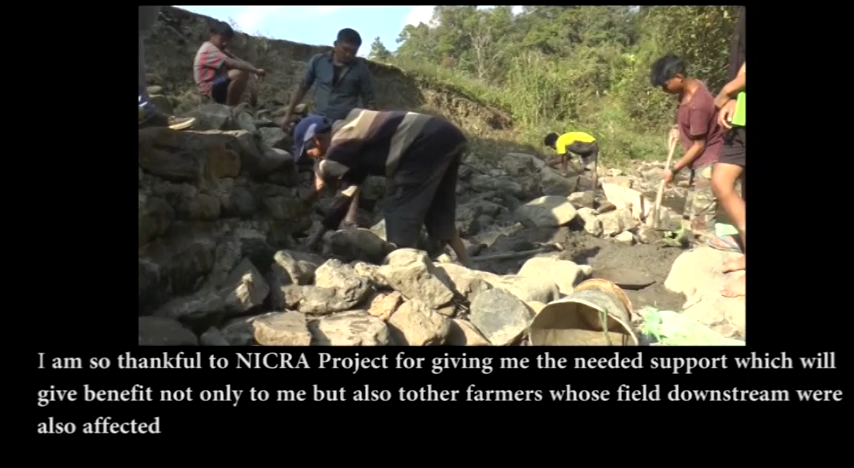 I am so thankful to NICRA Project for giving me the needed support which will
give benefit not only to me but also tother farmers whose field downstream were
also affected